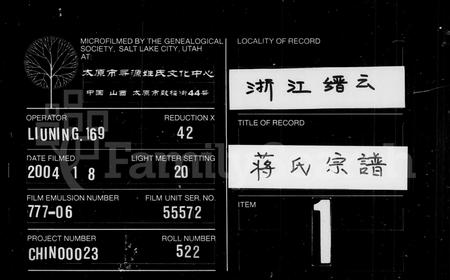 MICROFILMED BY THE GENEALOGICAL
SOCIETY, SALT LAKE CITY, UTAH
AT:
太原市寻源姓氏文化中心
中国 山西 太原市鼓楼街44号
OPERATOR
LIUNING,169
REDUCTION X
42
DATE FILMED
2004 1 8
LIGHT METER SETTING
20
FILM EMULSION NUMBER
777-06
FILM UNIT SER. NO.
55572
PROJECT NUMBER
CHINO0023
ROLL NUMBER
522
LOCALITY OF RECORD
浙江缙云
TITLE OF RECORD
蒋氏宗譜
ITEM
1
FamilySearch